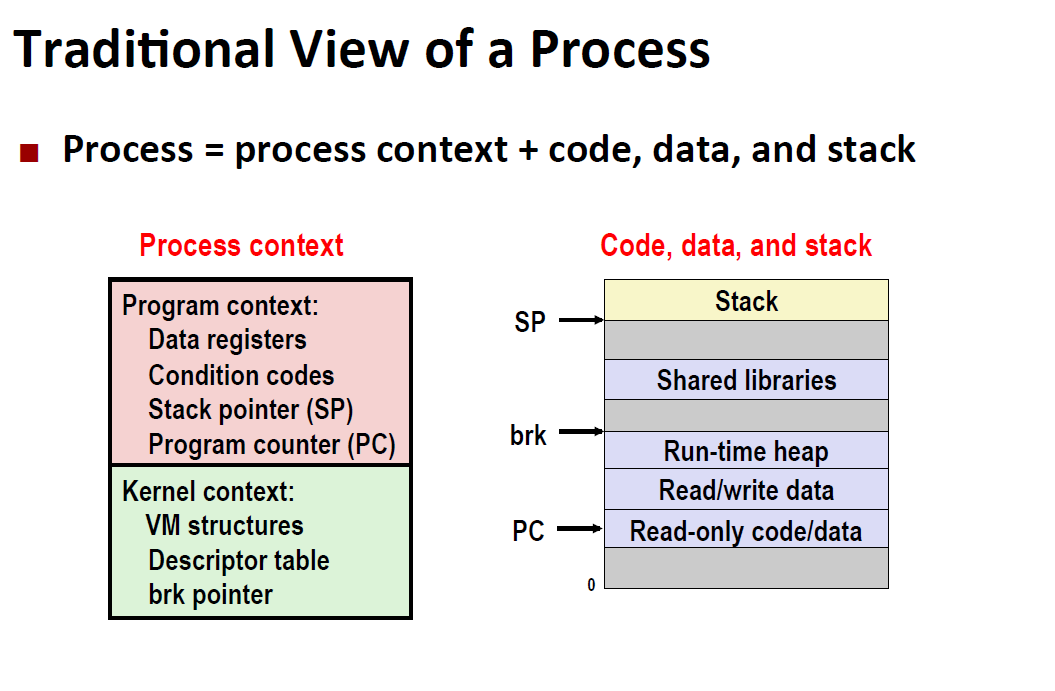 Traditional View of a Process
Process = process context + code, data, and stack
Process context
Program context:
Data registers
Condition codes
Stack pointer (SP)
Program counter (PC)
Kernel context:
VM structures
Descriptor table
brk pointer
Code, data, and stack
Stack
SP
Shared libraries
brk
Run-time heap
Read/write data
PC
Read-only code/data
0